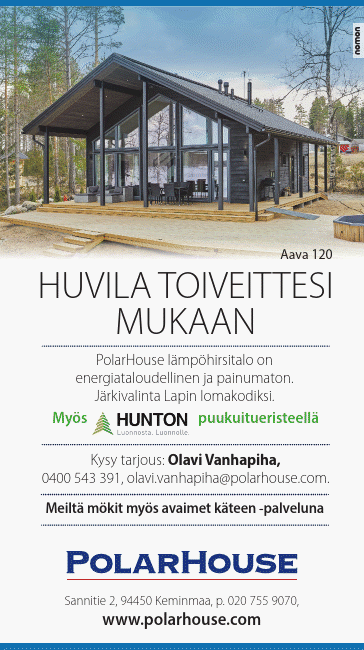 nomon
Aava 120
HUVILA TOIVEITTESI
MUKAAN
PolarHouse lämpöhirsitalo on
energiataloudellinen ja painumaton.
Järkivalinta Lapin lomakodiksi.
Myös HUNTON puukuitueristeellä
Luonnosta. Luonnolle.
Kysy tarjous: Olavi Vanhapiha,
0400 543 391, olavi.vanhapiha@polarhouse.com.
Meiltä mökit myös avaimet käteen -palveluna
POLARHOUSE
Sannitie 2, 94450 Keminmaa, p. 020 755 9070,
www.polarhouse.com